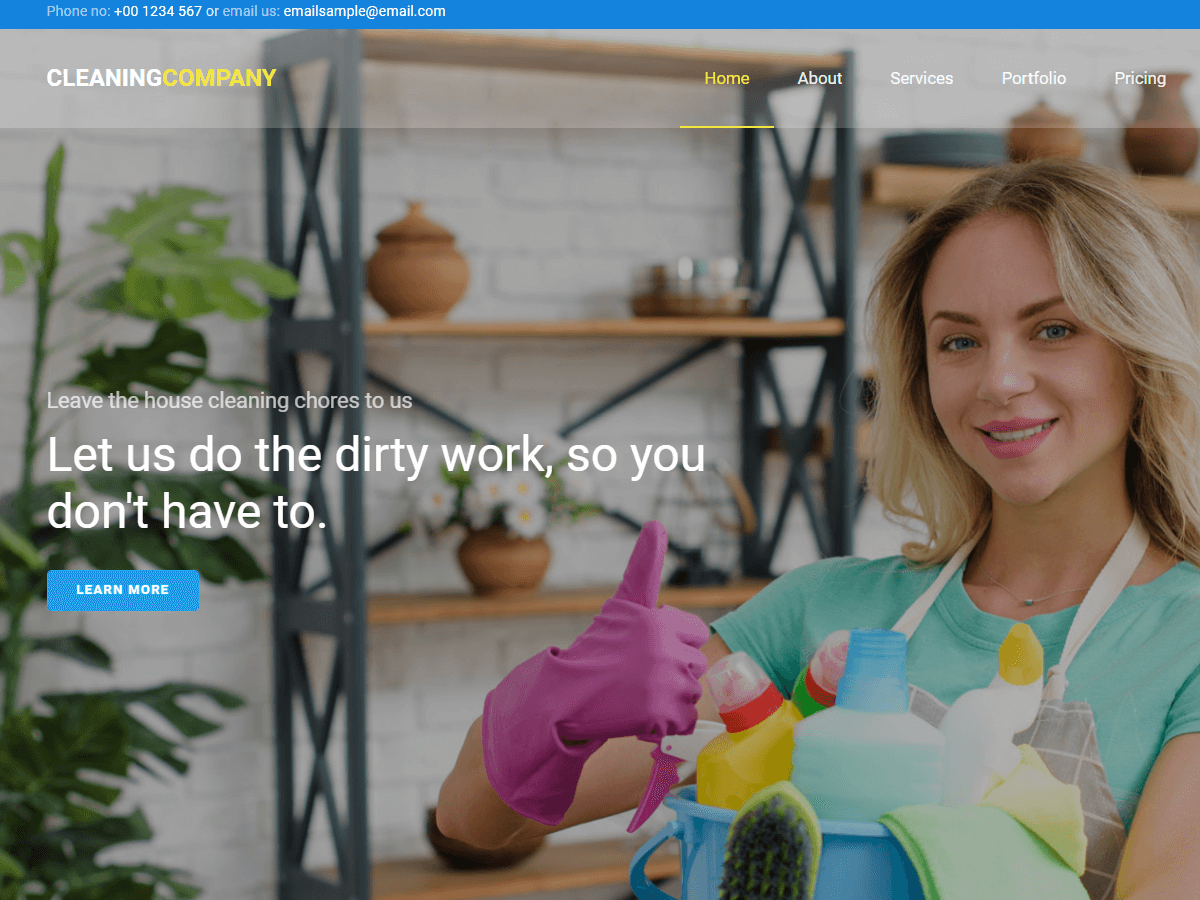 Phone no: +00 1234 567 or email us: emailsample@email.com
CLEANINGCOMPANY
Home About Services Portfolio Pricing
Leave the house cleaning chores to us
Let us do the dirty work, so you
don't have to.
LEARN MORE